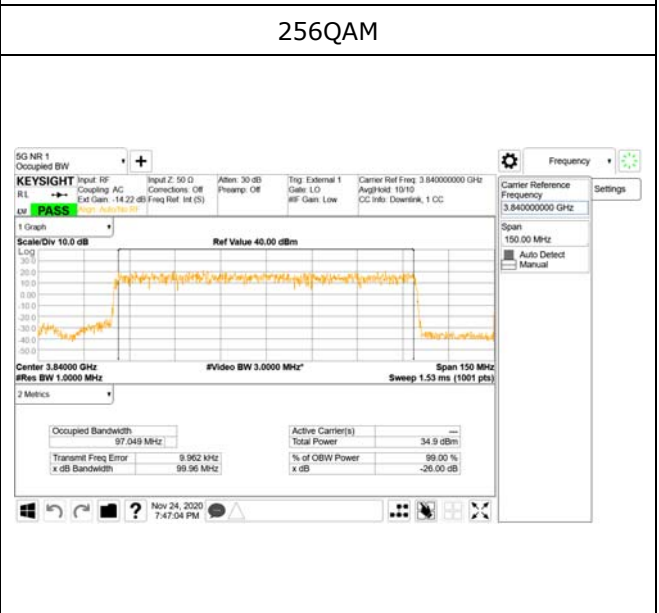 256QAM
5G NR 1
Occupied BW
Frequency
KEYSIGHT
R L
PASS
Input: RF
Coupling: AC
Ext Gain: -14.22 dB
Align: Auto/No RF
Input Z: 50 Ω
Corrections: Off
Freq Ref: Int (S)
Atten: 30 dB
Preamp: Off
Trig: External 1
Gate: LO
#IF Gain: Low
Carrier Ref Freq: 3.840000000 GHz
Avg|Hold: 10/10
CC Info: Downlink, 1 CC
Carrier Reference
Frequency
3.840000000 GHz
Settings
Span
150.00 MHz
Auto Detect
Manual
1 Graph
Scale/Div 10.0 dB
Ref Value 40.00 dBm
Log
30.0
20.0
10.0
0.00
-10.0
-20.0
-30.0
-40.0
-50.0
Center 3.84000 GHz
#Video BW 3.0000 MHz*
Span 150 MHz
#Res BW 1.0000 MHz
Sweep 1.53 ms (1001 pts)
2 Metrics
Occupied Bandwidth
97.049 MHz
Transmit Freq Error 9.962 kHz
x dB Bandwidth 99.96 MHz
Active Carrier(s) ---
Total Power 34.9 dBm
% of OBW Power 99.00 %
x dB -26.00 dB
?
Nov 24, 2020
7:47:04 PM